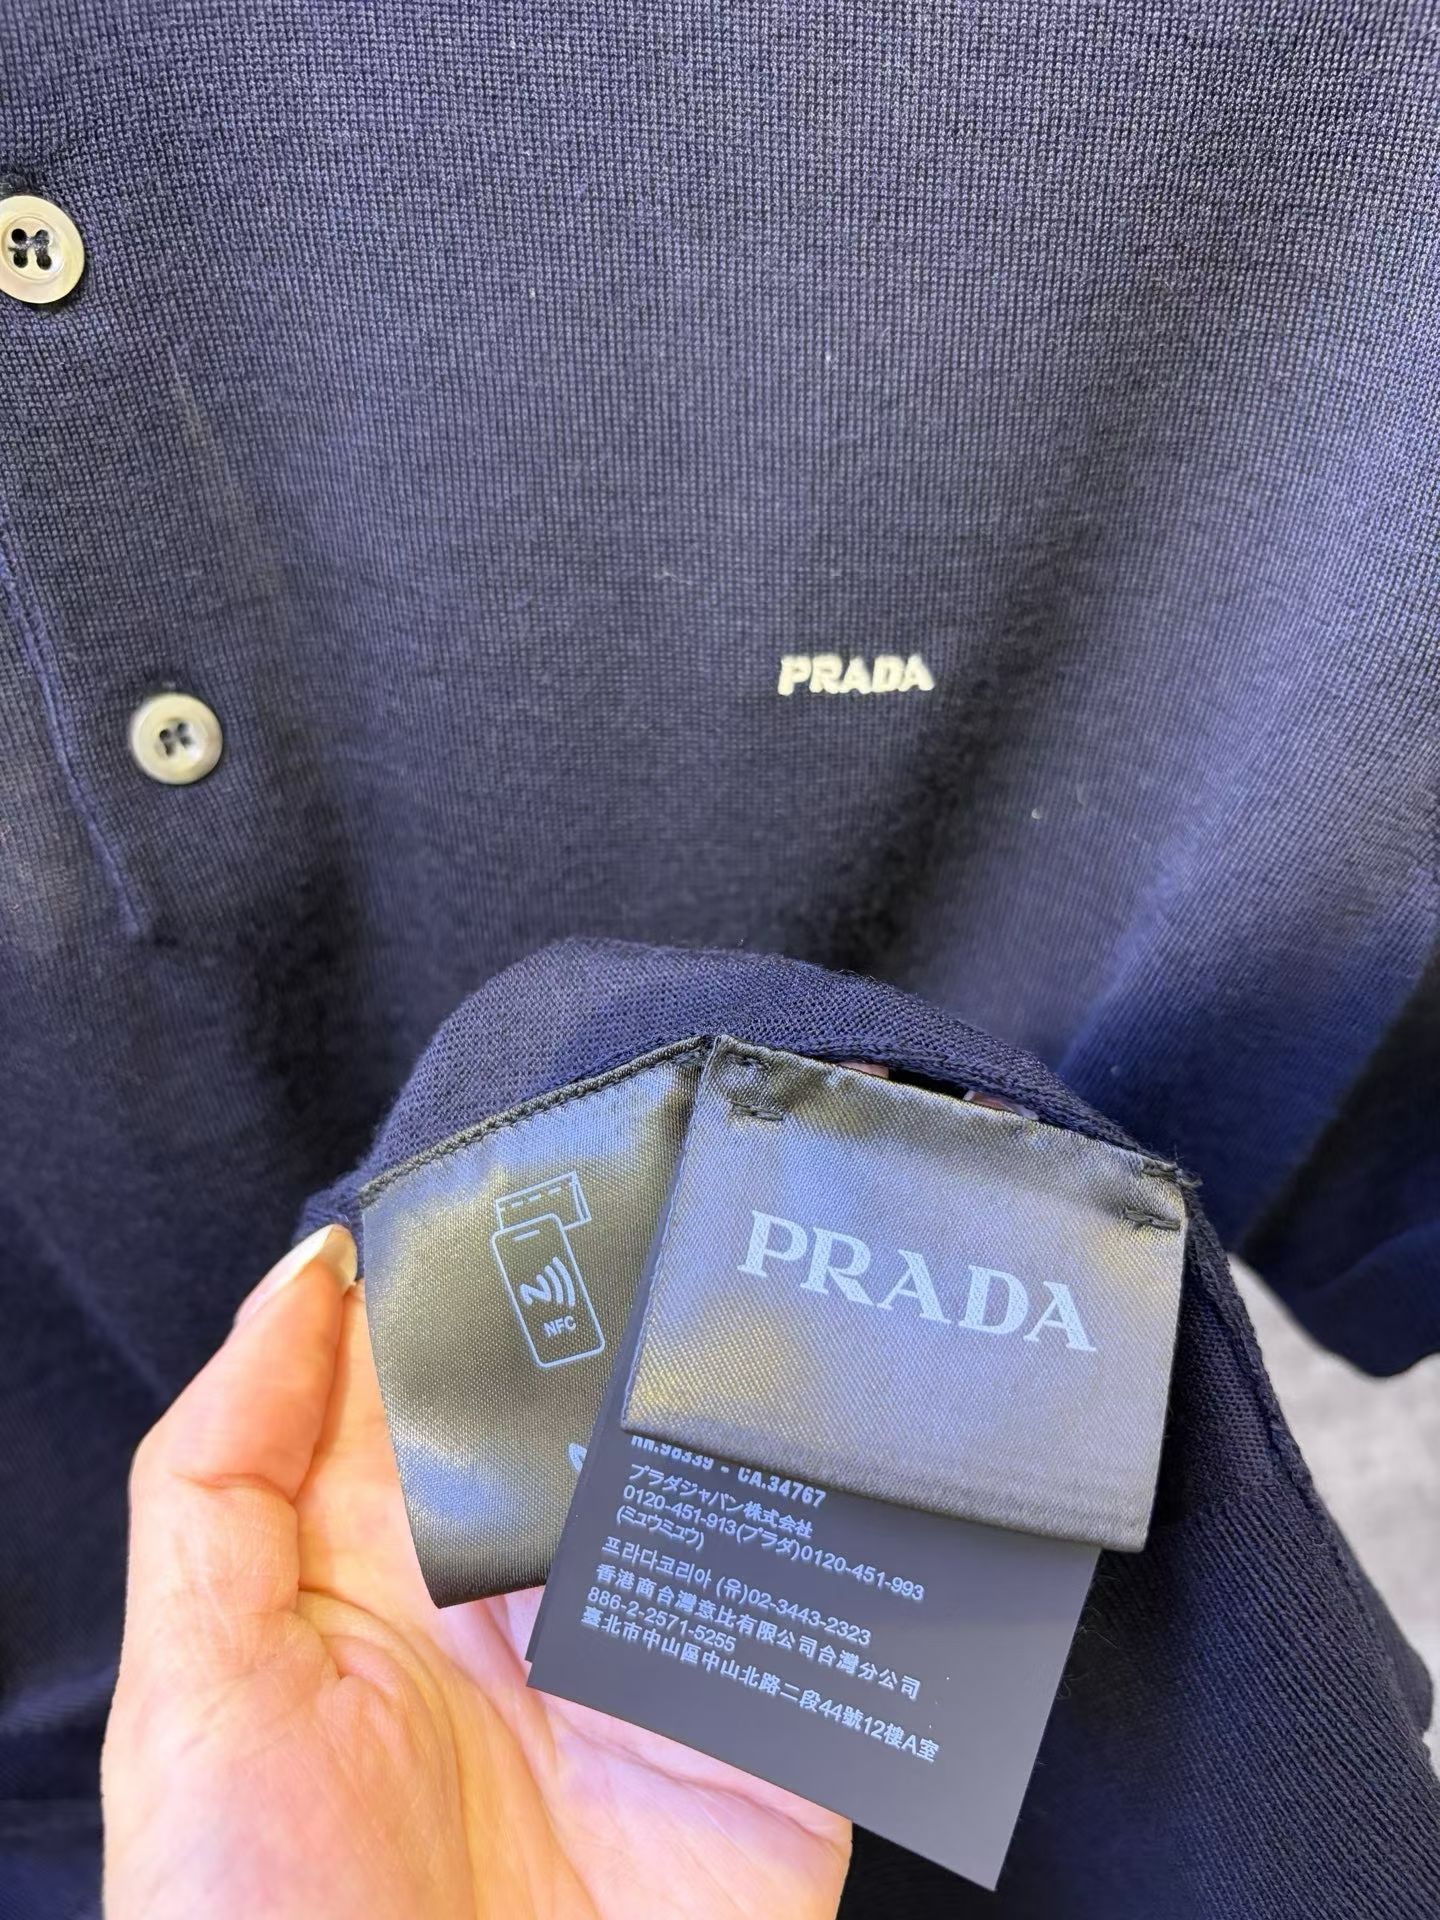 PRADA
NFC
PRADA
RN.98339 - CA.34767
プラダジャパン株式会社
0120-451-913(プラダ)0120-451-993
(ミュウミュウ)
프라다코리아 (유)02-3443-2323
香港商台灣意比有限公司台灣分公司
886-2-2571-5255
臺北市中山區中山北路二段44號12樓A室